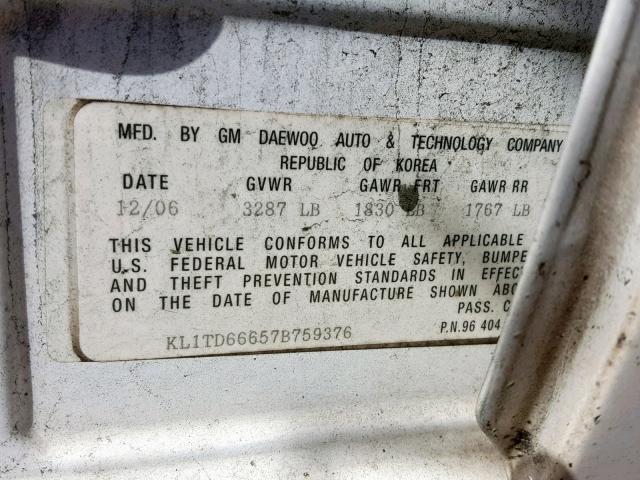 MFD. BY GM DAEWOO AUTO & TECHNOLOGY COMPANY
REPUBLIC OF KOREA
DATE GVWR GAWR FRT GAWR RR
12/06 3287 LB 1830 LB 1767 LB
THIS VEHICLE CONFORMS TO ALL APPLICABLE
U.S. FEDERAL MOTOR VEHICLE SAFETY, BUMPE
AND THEFT PREVENTION STANDARDS IN EFFECT
ON THE DATE OF MANUFACTURE SHOWN ABO
PASS. C
KL1TD66657B759376 P.N.96 404